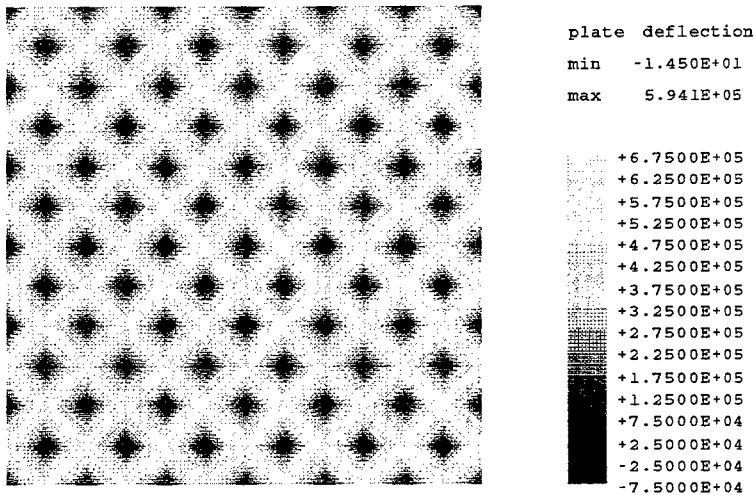 plate deflection
min -1.450E+01
max 5.941E+05
+6.7500E+05
+6.2500E+05
+5.7500E+05
+5.2500E+05
+4.7500E+05
+4.2500E+05
+3.7500E+05
+3.2500E+05
+2.7500E+05
+2.2500E+05
+1.7500E+05
+1.2500E+05
+7.5000E+04
+2.5000E+04
-2.5000E+04
-7.5000E+04